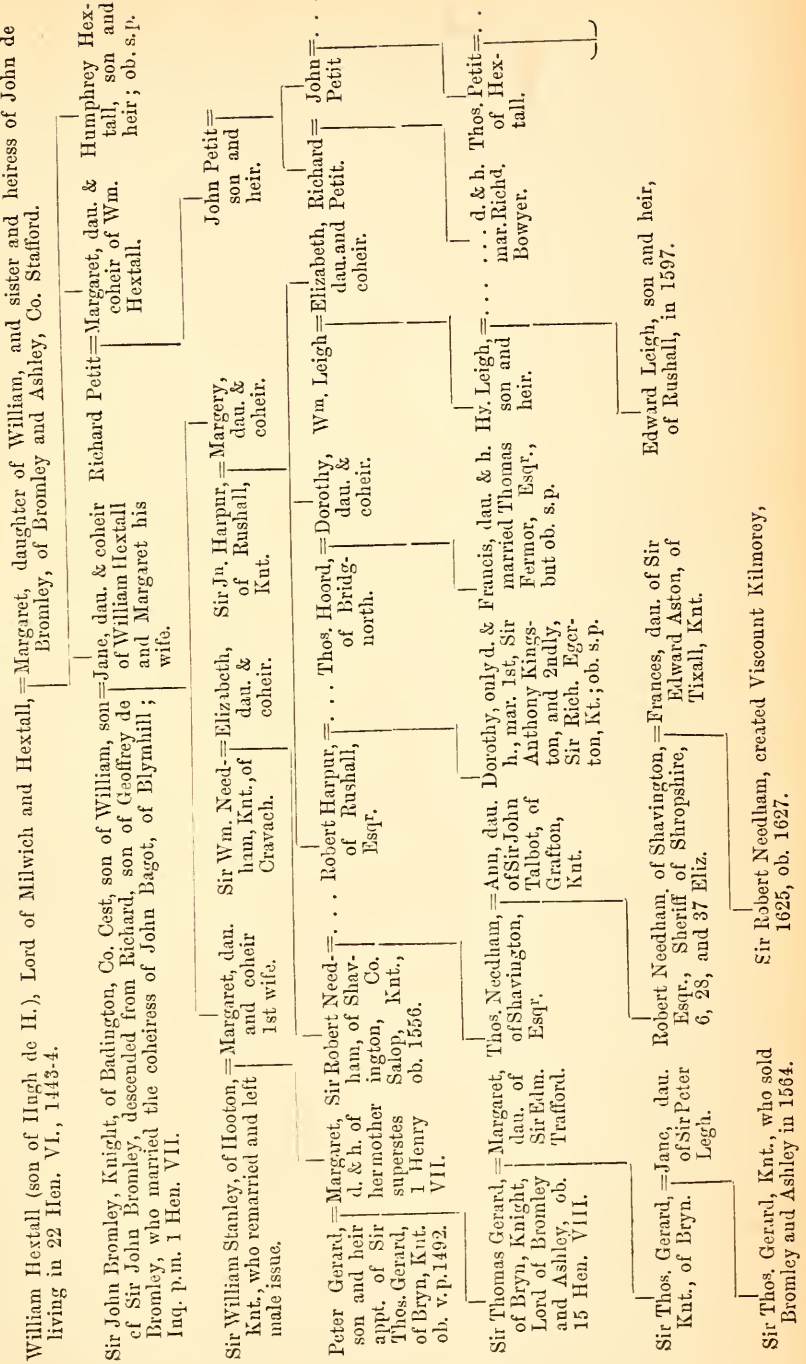 William Hextall (son of Hugh de H.), Lord of Milwich and Hextall, = Margaret, daughter of William, and sister and heiress of John de
living in 22 Hen. VI., 1443-4.
Bromley, of Bromley and Ashley, Co. Stafford.
Sir John Bromley, Knight, of Badington, Co. Cest, son of William, son
cf Sir John Bromley, descended from Richard, son of Geoffrey de
Bromley, who married the coheiress of John Bagot, of Blymhill;
Inq. p.m. 1 Hen. VII.
=Jane, dau. & coheir
of William Hextall
and Margaret his
wife.
Richard Petit=
Margaret, dau. &
coheir of Wm.
Hextall.
Humphrey Hex-
tall, son and
heir; ob. s.p.
Sir William Stanley, of Hooton,
Knt., who remarried and left
male issue.
=Margaret, dau.
and coheir
1st wife.
Sir Wm. Need-
ham, Knt., of
Cravach.
=Elizabeth,
dau. &
coheir.
Sir Jn. Harpur,
of Rushall,
Knt.
=Margery,
dau. &
coheir.
John Petit=
son and
heir.
Peter Gerard,
son and heir
appt. of Sir
Thos. Gerard,
of Bryn, Knt.
ob. v.p. 1492.
=Margaret,
d. & h. of
her mother
superstes
1 Henry
VII.
Sir Robert Need-
ham, of Shav-
ington, Co.
Salop, Knt.,
ob. 1556.
=. . .
Robert Harpur,
of Rushall,
Esqr.
=. . .
Thos. Hoord,
of Bridg-
north.
=Dorothy,
dau. &
coheir.
Wm. Leigh
=Elizabeth,
dau. and
coheir.
Richard=
Petit.
John=. . .
Petit
Sir Thomas Gerard,
of Bryn, Knight,
Lord of Bromley
and Ashley, ob.
15 Hen. VIII.
=Margaret,
dau. of
Sir Edm.
Trafford.
Thos. Needham,
of Shavington,
Esqr.
=Ann, dau.
of Sir John
Talbot, of
Grafton,
Knt.
Dorothy, only d. &
h., mar. 1st, Sir
Anthony Kings-
ton, and 2ndly,
Sir Rich. Eger-
ton, Kt.; ob. s.p.
Francis, dau. & h.
married Thomas
Fermor, Esqr.,
but ob. s.p.
Hy. Leigh,
son and
heir.
=. . . .
. . . d. & h.
mar. Richd.
Bowyer.
Thos. Petit=. . .
of Hex-
tall.
Sir Thos. Gerard,
Knt., of Bryn.
=Jane, dau.
of Sir Peter
Legh.
Robert Needham. of Shavington,
Esqr., Sheriff of Shropshire,
6, 28, and 37 Eliz.
=Frances, dau. of Sir
Edward Aston, of
Tixall, Knt.
Edward Leigh, son and heir,
of Rushall, in 1597.
Sir Thos. Gerard, Knt., who sold
Bromley and Ashley in 1564.
Sir Robert Needham, created Viscount Kilmorey,
1625, ob. 1627.